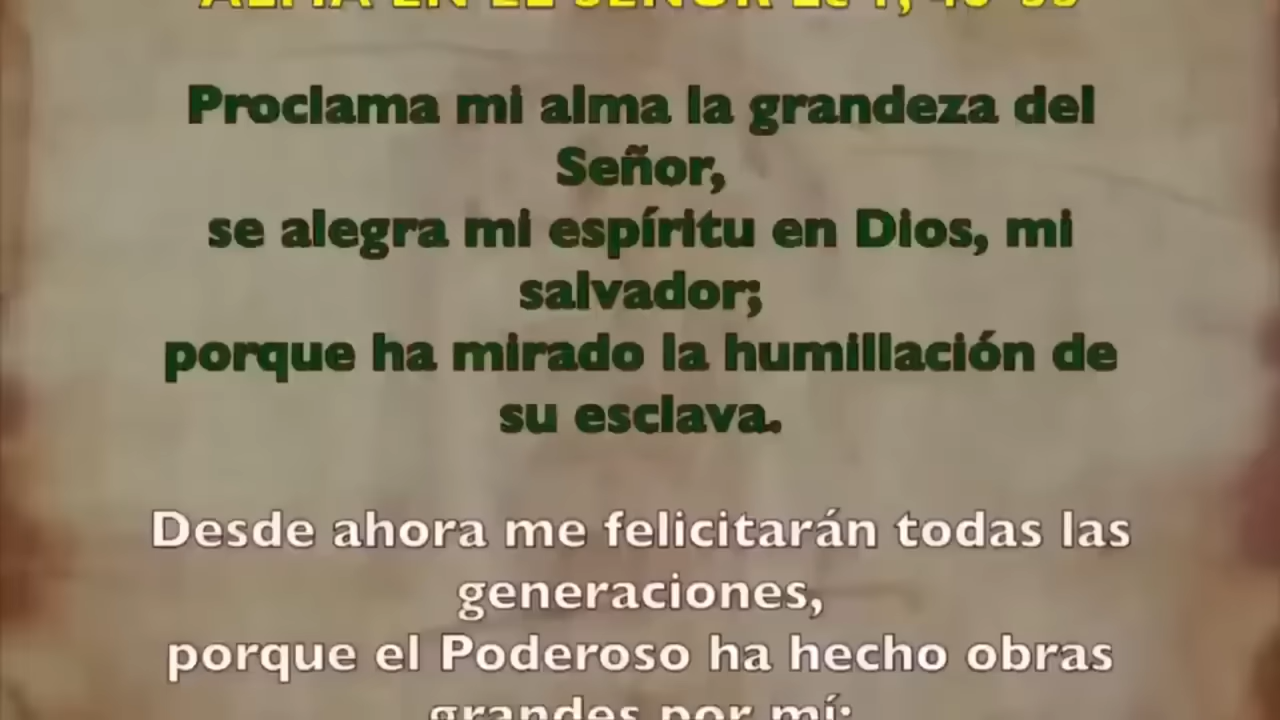 ALMA EN EL SEÑOR Lc 1, 46-55
Proclama mi alma la grandeza del
Señor,
se alegra mi espíritu en Dios, mi
salvador;
porque ha mirado la humillación de
su esclava.
Desde ahora me felicitarán todas las
generaciones,
porque el Poderoso ha hecho obras
grandes por mí: